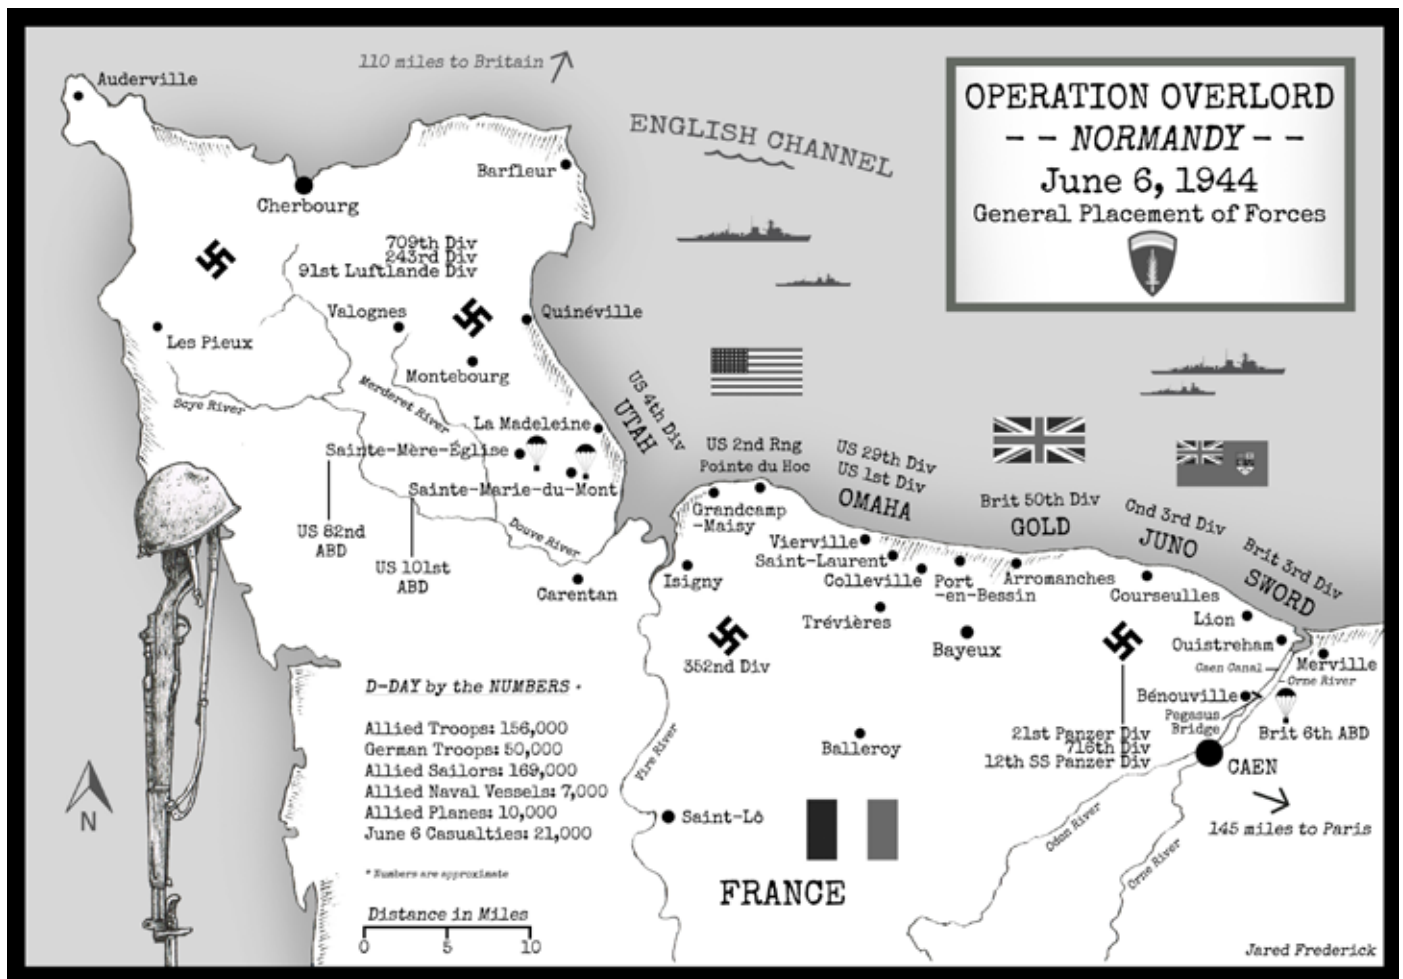 OPERATION OVERLORD
-- NORMANDY --
June 6, 1944
General Placement of Forces
110 miles to Britain
ENGLISH CHANNEL
Auderville
Barfleur
Cherbourg
709th Div
243rd Div
91st Luftlande Div
Valognes
Quinéville
Les Pieux
Montebourg
Saye River
Merderet River
La Madeleine
Sainte-Mère-Église
Sainte-Marie-du-Mont
US 82nd
ABD
US 101st
ABD
Douve River
Carentan
US 4th Div
UTAH
US 2nd Rng
Pointe du Hoc
Grandcamp
-Maisy
Isigny
US 29th Div
US 1st Div
OMAHA
Vierville
Saint-Laurent
Colleville
Port
-en-Bessin
Trévières
Bayeux
352nd Div
Balleroy
Brit 50th Div
GOLD
Arromanches
Cnd 3rd Div
JUNO
Courseulles
Brit 3rd Div
SWORD
Lion
Ouistreham
Caen Canal
Merville
Orne River
Bénouville
Pegasus
Bridge
Brit 6th ABD
21st Panzer Div
716th Div
12th SS Panzer Div
CAEN
145 miles to Paris
Odon River
Orne River
Vire River
Saint-Lô
FRANCE
D-DAY by the NUMBERS *
Allied Troops: 156,000
German Troops: 50,000
Allied Sailors: 169,000
Allied Naval Vessels: 7,000
Allied Planes: 10,000
June 6 Casualties: 21,000
* Numbers are approximate
Distance in Miles
0 5 10
N
Jared Frederick